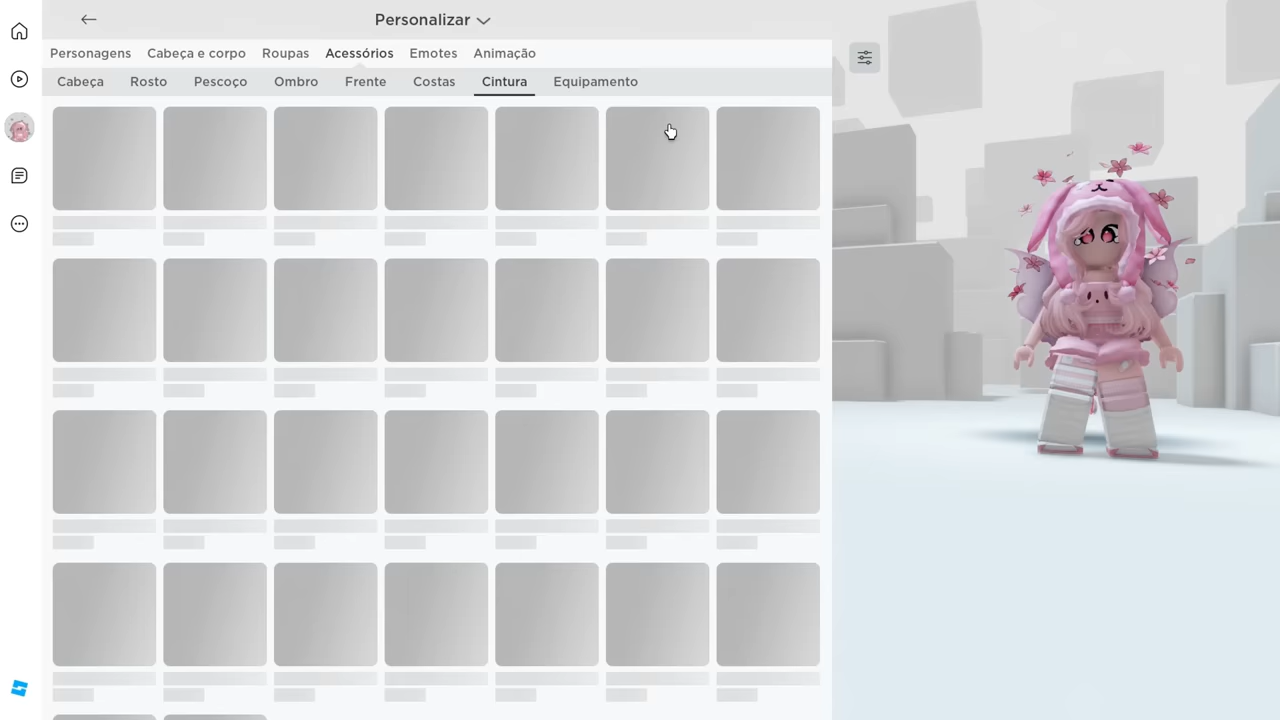 Personalizar
Personagens Cabeça e corpo Roupas Acessórios Emotes Animação
Cabeça Rosto Pescoço Ombro Frente Costas Cintura Equipamento